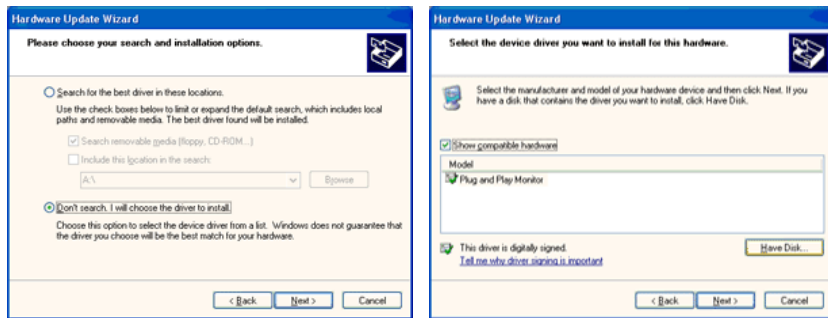 Hardware Update Wizard
Please choose your search and installation options.
Search for the best driver in these locations.
Use the check boxes below to limit or expand the default search, which includes local
paths and removable media. The best driver found will be installed.
Search removable media (floppy, CD-ROM...)
Include this location in the search:
A:\
Browse
Don't search. I will choose the driver to install.
Choose this option to select the device driver from a list. Windows does not guarantee that
the driver you choose will be the best match for your hardware.
< Back
Next >
Cancel
Hardware Update Wizard
Select the device driver you want to install for this hardware.
Select the manufacturer and model of your hardware device and then click Next. If you
have a disk that contains the driver you want to install, click Have Disk.
Show compatible hardware
Model
Plug and Play Monitor
This driver is digitally signed.
Tell me why driver signing is important
Have Disk...
< Back
Next >
Cancel